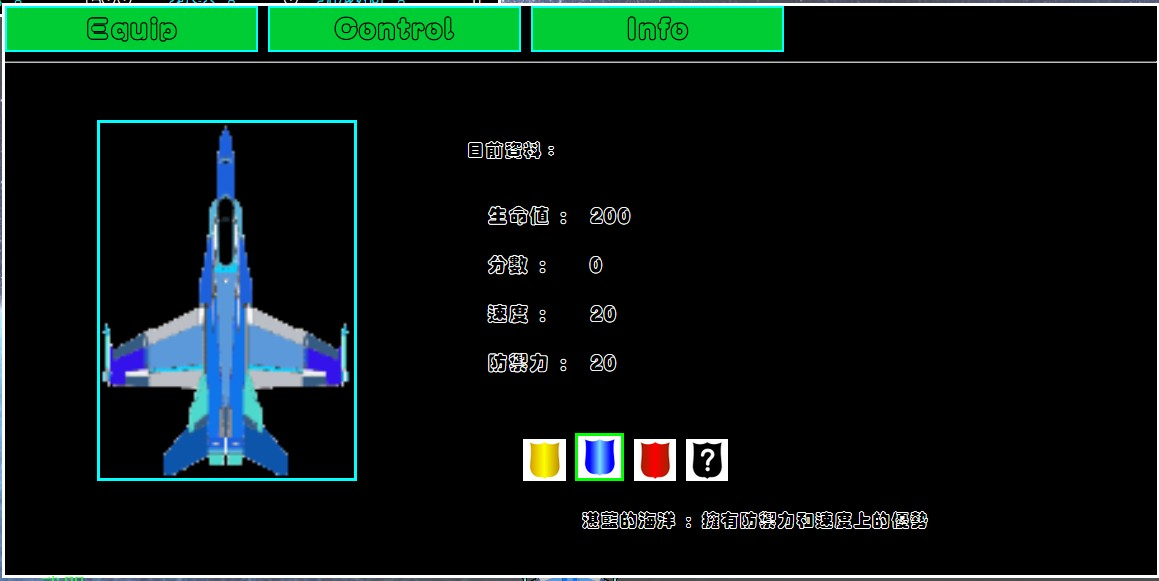 Equip
Control
Info
目前資料：
生命值： 200
分數： 0
速度： 20
防禦力： 20
?
湛藍的海洋：擁有防禦力和速度上的優勢